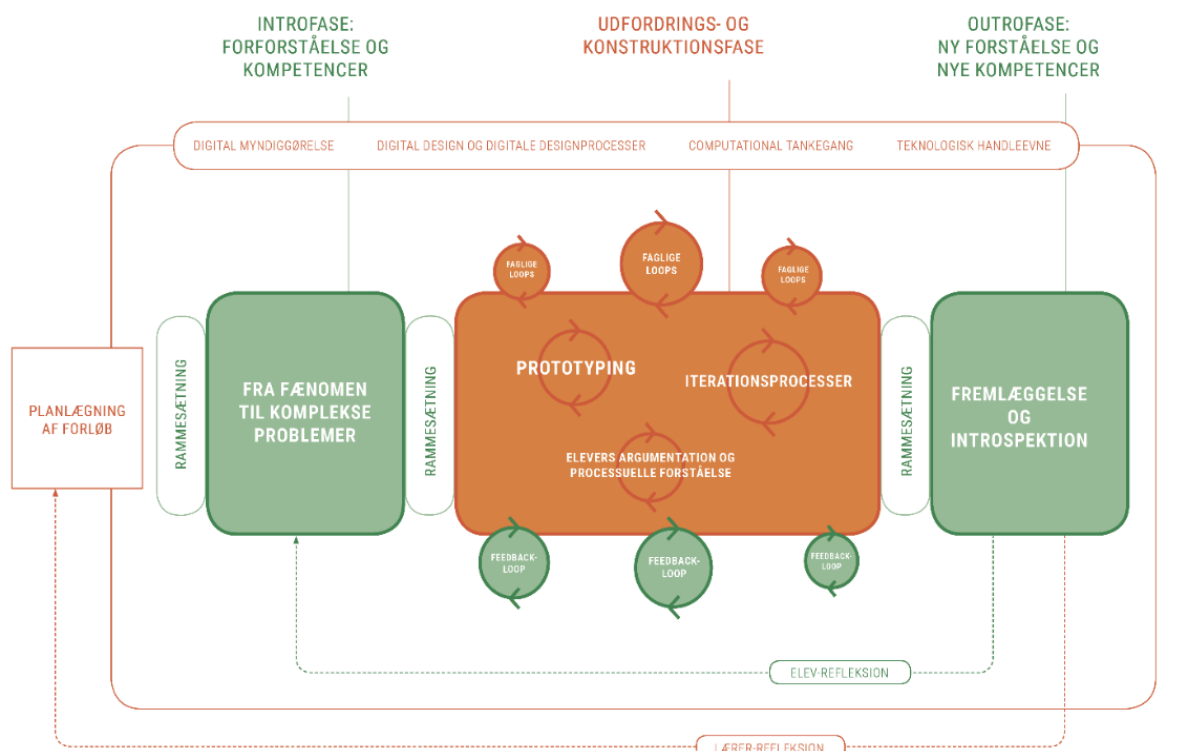 INTROFASE:
FORFORSTÅELSE OG
KOMPETENCER
UDFORDRINGS- OG
KONSTRUKTIONSFASE
OUTROFASE:
NY FORSTÅELSE OG
NYE KOMPETENCER
DIGITAL MYNDIGGØRELSE
DIGITAL DESIGN OG DIGITALE DESIGNPROCESSER
COMPUTATIONAL TANKEGANG
TEKNOLOGISK HANDLEEVNE
PLANLÆGNING
AF FORLØB
RAMMESÆTNING
FRA FÆNOMEN
TIL KOMPLEKSE
PROBLEMER
RAMMESÆTNING
FAGLIGE
LOOPS
FAGLIGE
LOOPS
FAGLIGE
LOOPS
PROTOTYPING
ITERATIONSPROCESSER
ELEVERS ARGUMENTATION OG
PROCESSUELLE FORSTÅELSE
FEEDBACK-
LOOP
FEEDBACK-
LOOP
FEEDBACK-
LOOP
RAMMESÆTNING
FREMLÆGGELSE
OG
INTROSPEKTION
ELEV-REFLEKSION
LÆRER-REFLEKSION